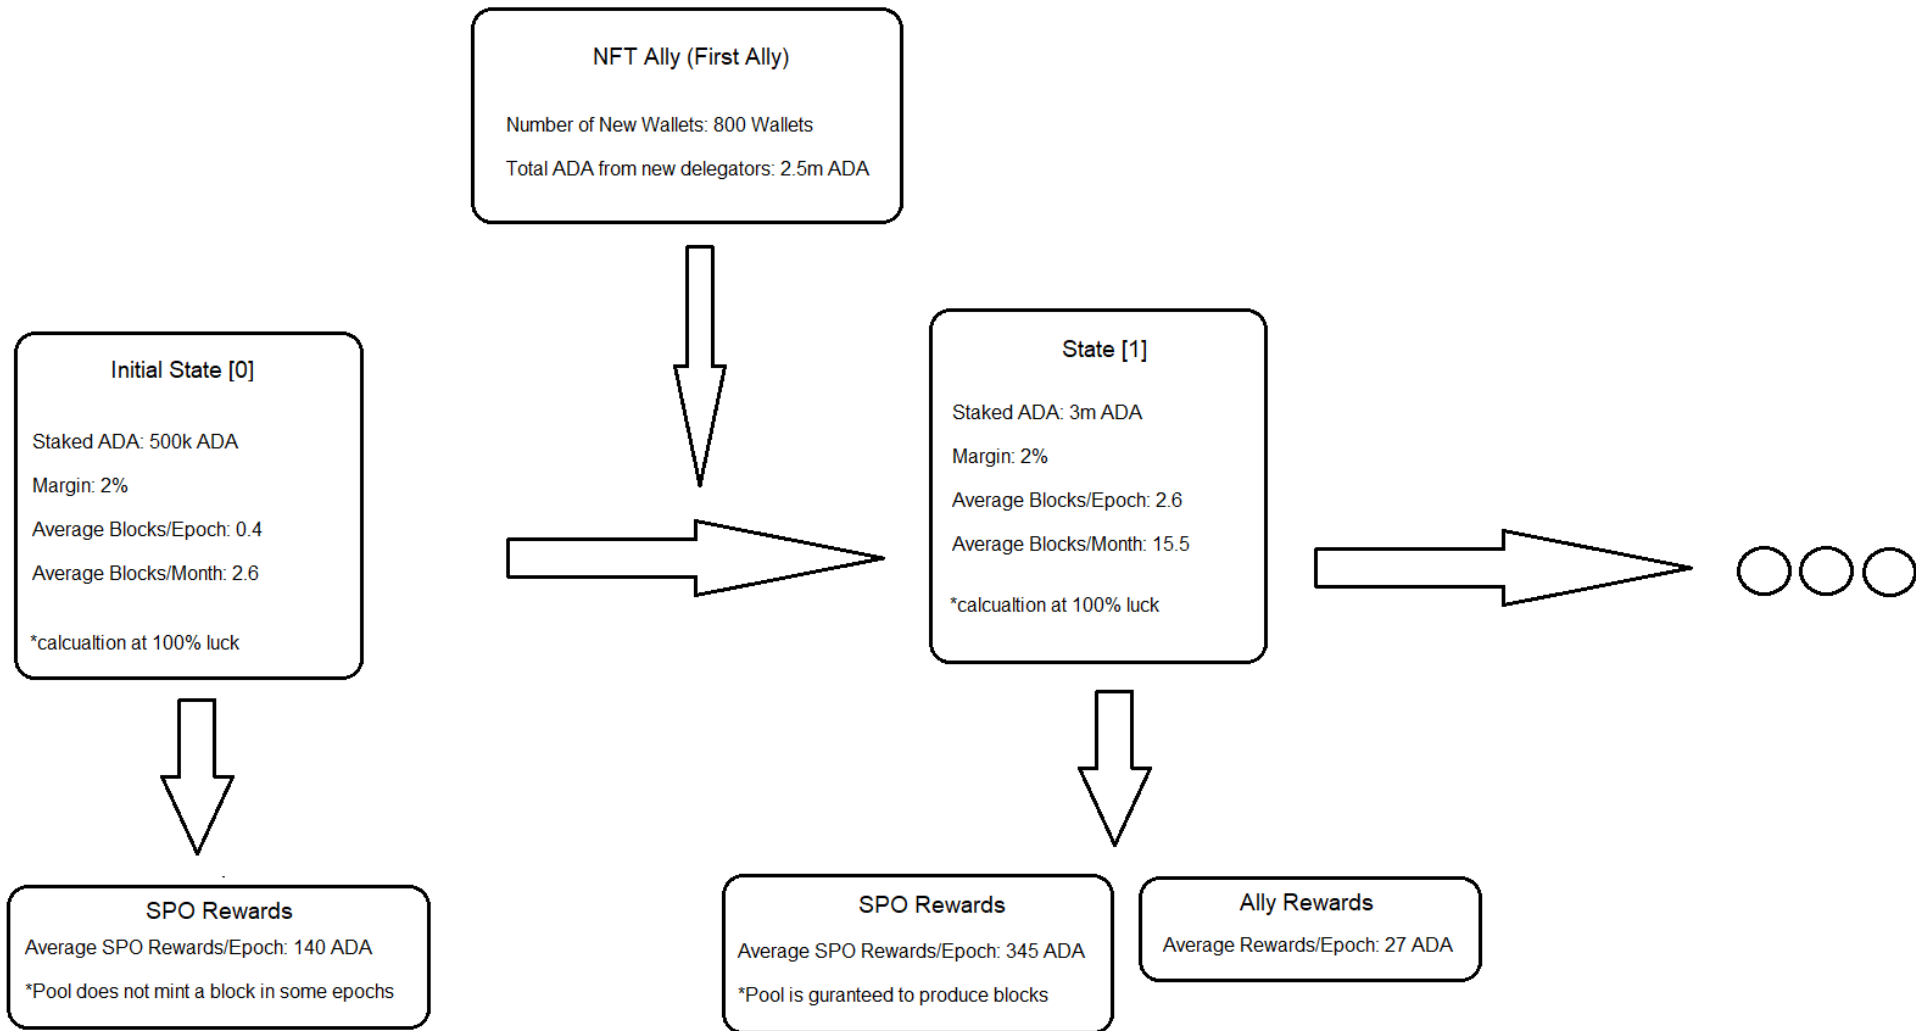 NFT Ally (First Ally)
Number of New Wallets: 800 Wallets
Total ADA from new delegators: 2.5m ADA
Initial State [0]
Staked ADA: 500k ADA
Margin: 2%
Average Blocks/Epoch: 0.4
Average Blocks/Month: 2.6
*calcualtion at 100% luck
State [1]
Staked ADA: 3m ADA
Margin: 2%
Average Blocks/Epoch: 2.6
Average Blocks/Month: 15.5
*calcualtion at 100% luck
SPO Rewards
Average SPO Rewards/Epoch: 140 ADA
*Pool does not mint a block in some epochs
SPO Rewards
Average SPO Rewards/Epoch: 345 ADA
*Pool is guranteed to produce blocks
Ally Rewards
Average Rewards/Epoch: 27 ADA